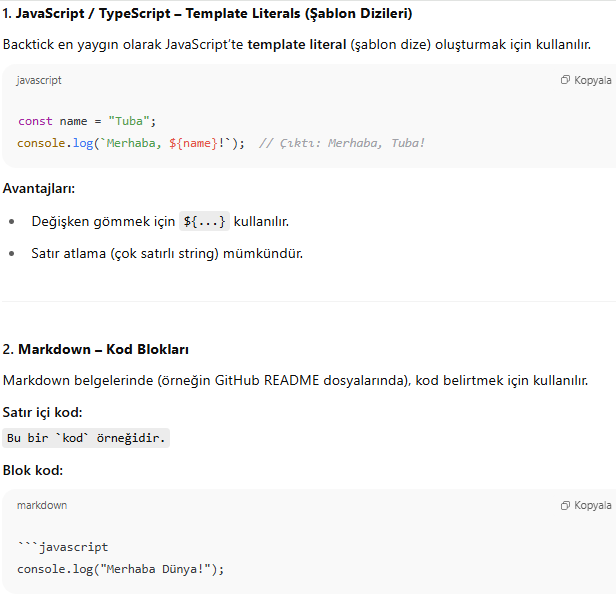 1. JavaScript / TypeScript – Template Literals (Şablon Dizileri)
Backtick en yaygın olarak JavaScript'te template literal (şablon dize) oluşturmak için kullanılır.
javascript
Kopyala
const name = "Tuba";
console.log(`Merhaba, ${name}!`);  // Çıktı: Merhaba, Tuba!
Avantajları:
• Değişken gömmek için ${...} kullanılır.
• Satır atlama (çok satırlı string) mümkündür.
2. Markdown – Kod Blokları
Markdown belgelerinde (örneğin GitHub README dosyalarında), kod belirtmek için kullanılır.
Satır içi kod:
Bu bir `kod` örneğidir.
Blok kod:
markdown
Kopyala
```javascript
console.log("Merhaba Dünya!");